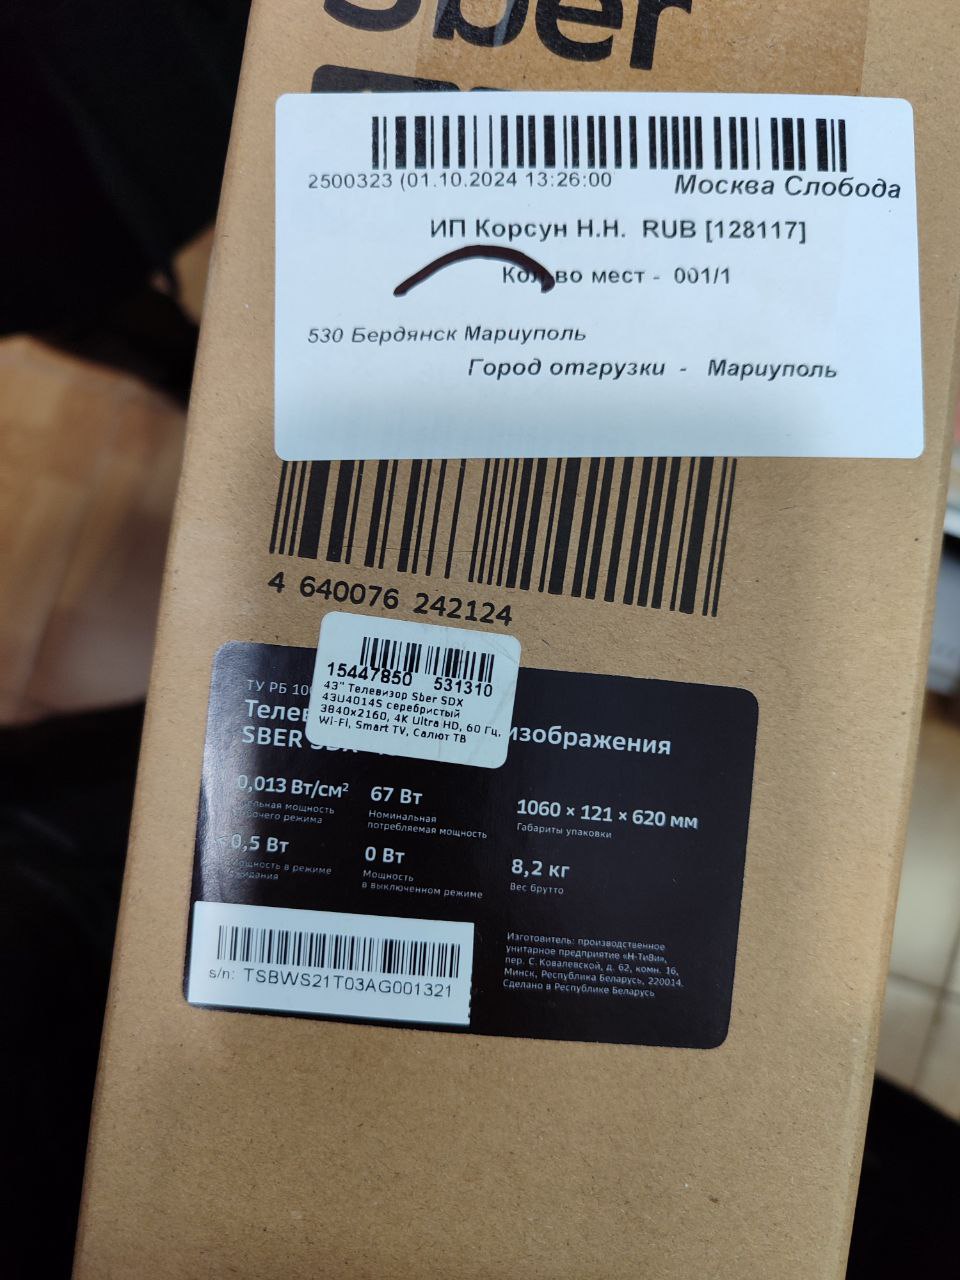 Sber
2500323 (01.10.2024 13:26:00 Москва Слобода
ИП Корсун Н.Н. RUB [128117]
Кол-во мест - 001/1
530 Бердянск Мариуполь
Город отгрузки - Мариуполь
4 640076 242124
15447850 531310
43" Телевизор Sber SDX
43U4014S серебристый
3840x2160, 4K Ultra HD, 60 Гц,
Wi-Fi, Smart TV, Салют ТВ
ТУ РБ
изображения
SBER
0,013 Вт/см²
мощность
режима
67 Вт
Номинальная
потребляемая мощность
1060 × 121 × 620 мм
Габариты упаковки
0,5 Вт
в режиме
0 Вт
Мощность
в выключенном режиме
8,2 кг
Вес брутто
s/n: TSBWS21T03AG001321
Изготовитель: производственное
унитарное предприятие «Н-ТиВи»,
пер. С. Ковалевской, д. 62, комн. 16,
Минск, Республика Беларусь, 220014.
Сделано в Республике Беларусь